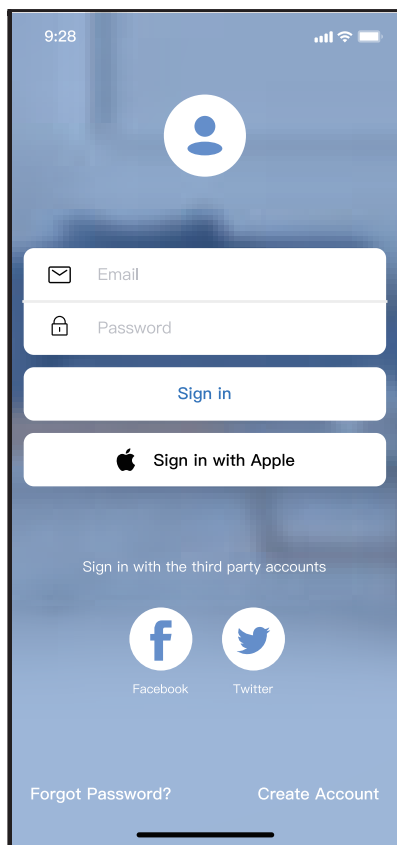 9:28
Email
Password
Sign in
Sign in with Apple
Sign in with the third party accounts
Facebook Twitter
Forgot Password? Create Account